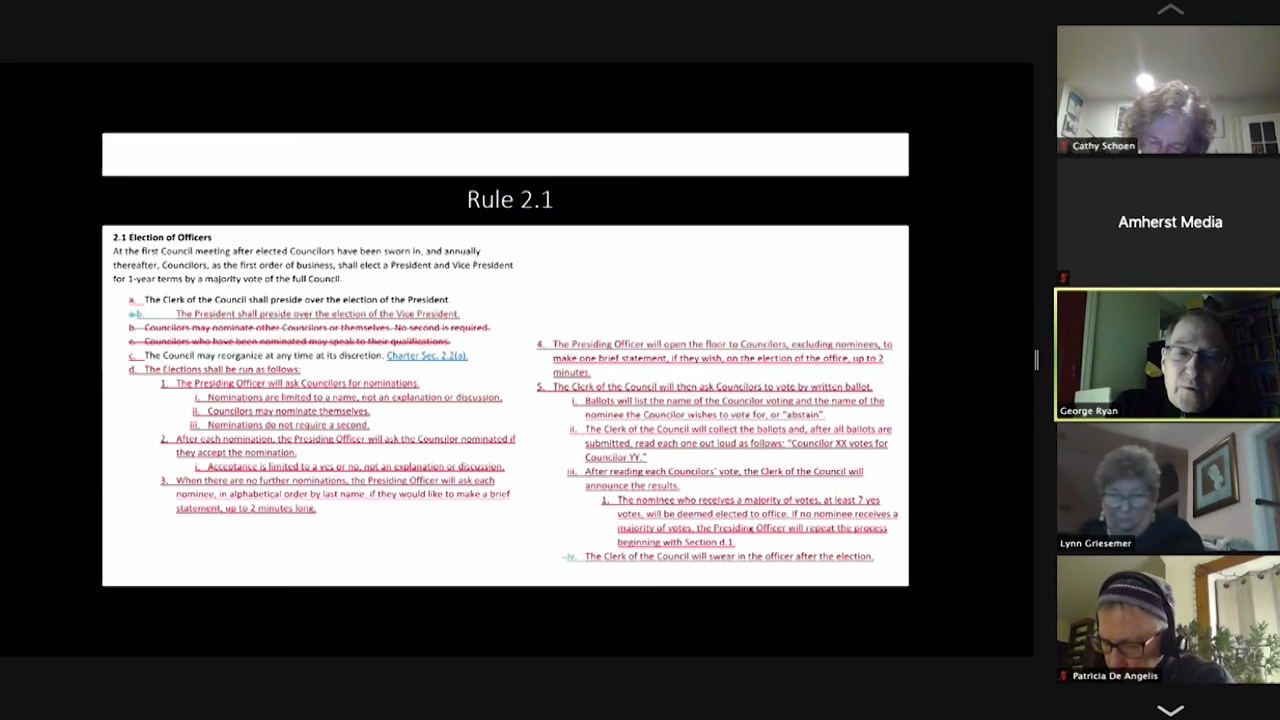 Rule 2.1
2.1 Election of Officers
At the first Council meeting after elected Councilors have been sworn in, and annually
thereafter, Councilors, as the first order of business, shall elect a President and Vice President
for 1-year terms by a majority vote of the full Council.
a. The Clerk of the Council shall preside over the election of the President.
a.b. The President shall preside over the election of the Vice President.
b. Councilors may nominate other Councilors or themselves. No second is required.
c. Councilors who have been nominated may speak to their qualifications.
c. The Council may reorganize at any time at its discretion. Charter Sec. 2.2(a).
d. The Elections shall be run as follows:
1. The Presiding Officer will ask Councilors for nominations.
i. Nominations are limited to a name, not an explanation or discussion.
ii. Councilors may nominate themselves.
iii. Nominations do not require a second.
2. After each nomination, the Presiding Officer will ask the Councilor nominated if
they accept the nomination.
i. Acceptance is limited to a yes or no, not an explanation or discussion.
3. When there are no further nominations, the Presiding Officer will ask each
nominee, in alphabetical order by last name, if they would like to make a brief
statement, up to 2 minutes long.
4. The Presiding Officer will open the floor to Councilors, excluding nominees, to
make one brief statement, if they wish, on the election of the office, up to 2
minutes.
5. The Clerk of the Council will then ask Councilors to vote by written ballot.
i. Ballots will list the name of the Councilor voting and the name of the
nominee the Councilor wishes to vote for, or "abstain".
ii. The Clerk of the Council will collect the ballots and, after all ballots are
submitted, read each one out loud as follows: "Councilor XX votes for
Councilor YY."
iii. After reading each Councilors' vote, the Clerk of the Council will
announce the results.
1. The nominee who receives a majority of votes, at least 7 yes
votes, will be deemed elected to office. If no nominee receives a
majority of votes, the Presiding Officer will repeat the process
beginning with Section d.1.
iv. The Clerk of the Council will swear in the officer after the election.
Cathy Schoen
Amherst Media
George Ryan
Lynn Griesemer
Patricia De Angelis